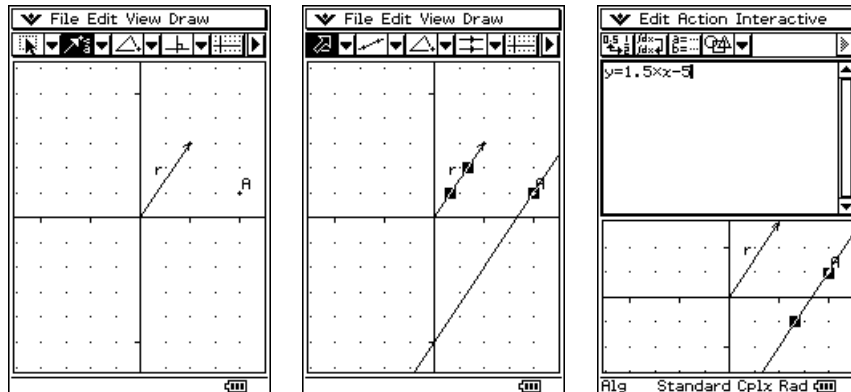 File Edit View Draw
r
A
File Edit View Draw
r
A
Edit Action Interactive
y=1.5×x-5
r
A
Alg Standard Cplx Rad